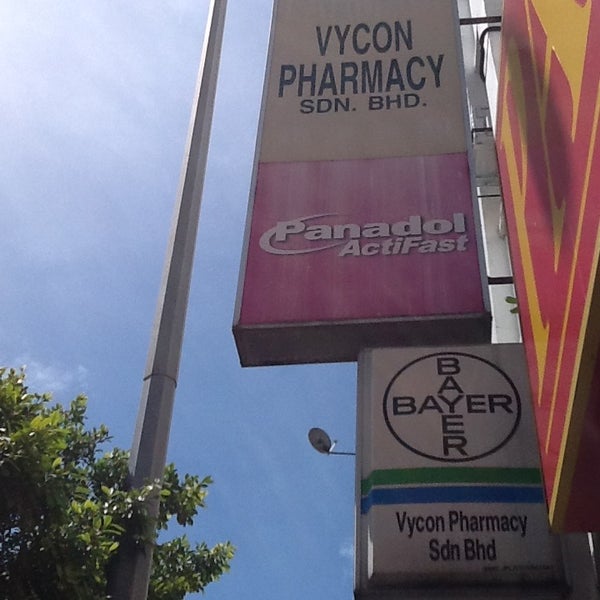 VYCON
PHARMACY
SDN. BHD.
Panadol
ActiFast
BAYER
BAYER
Vycon Pharmacy
Sdn Bhd